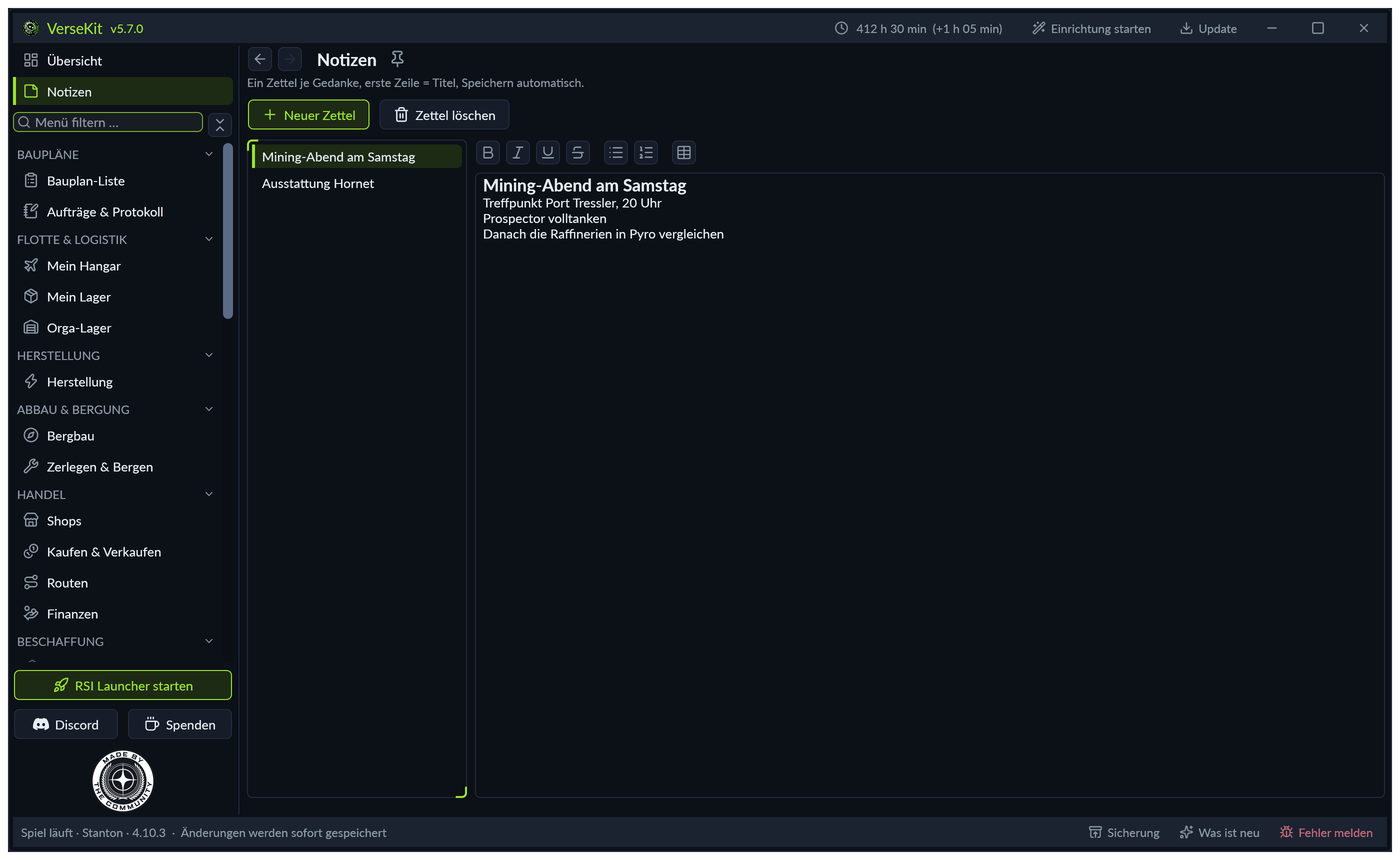 VerseKit v5.7.0
412 h 30 min (+1 h 05 min)
Einrichtung starten
Update
Übersicht
Notizen
Menü filtern ...
BAUPLÄNE
Bauplan-Liste
Aufträge & Protokoll
FLOTTE & LOGISTIK
Mein Hangar
Mein Lager
Orga-Lager
HERSTELLUNG
Herstellung
ABBAU & BERGUNG
Bergbau
Zerlegen & Bergen
HANDEL
Shops
Kaufen & Verkaufen
Routen
Finanzen
BESCHAFFUNG
RSI Launcher starten
Discord
Spenden
MADE BY
THE COMMUNITY
Notizen
Ein Zettel je Gedanke, erste Zeile = Titel, Speichern automatisch.
Neuer Zettel
Zettel löschen
Mining-Abend am Samstag
Ausstattung Hornet
B I U S
Mining-Abend am Samstag
Treffpunkt Port Tressler, 20 Uhr
Prospector volltanken
Danach die Raffinerien in Pyro vergleichen
Spiel läuft · Stanton · 4.10.3 · Änderungen werden sofort gespeichert
Sicherung
Was ist neu
Fehler melden